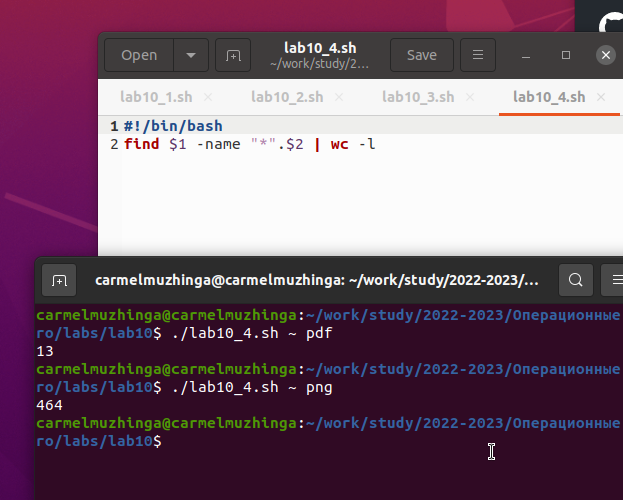 Open
lab10_4.sh
~/work/study/2...
Save
lab10_1.sh
lab10_2.sh
lab10_3.sh
lab10_4.sh
1 #!/bin/bash
2 find $1 -name "*".$2 | wc -l
carmelmuzhinga@carmelmuzhinga: ~/work/study/2022-2023/...
carmelmuzhinga@carmelmuzhinga:~/work/study/2022-2023/Операционные
ro/labs/lab10$ ./lab10_4.sh ~ pdf
13
carmelmuzhinga@carmelmuzhinga:~/work/study/2022-2023/Операционные
ro/labs/lab10$ ./lab10_4.sh ~ png
464
carmelmuzhinga@carmelmuzhinga:~/work/study/2022-2023/Операционные
ro/labs/lab10$